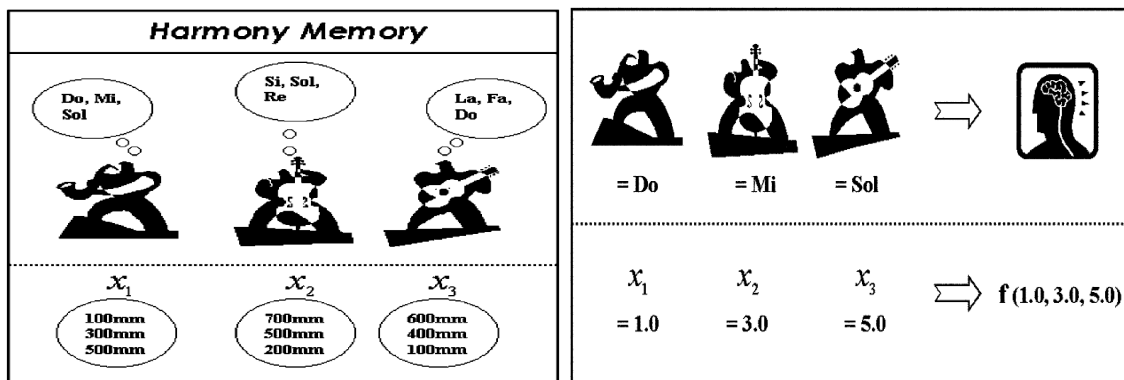 Harmony Memory
Do, Mi,
Sol
Si, Sol,
Re
La, Fa,
Do
x₁
x₂
x₃
100mm
300mm
500mm
700mm
500mm
200mm
600mm
400mm
100mm
= Do
= Mi
= Sol
x₁
x₂
x₃
= 1.0
= 3.0
= 5.0
f (1.0, 3.0, 5.0)